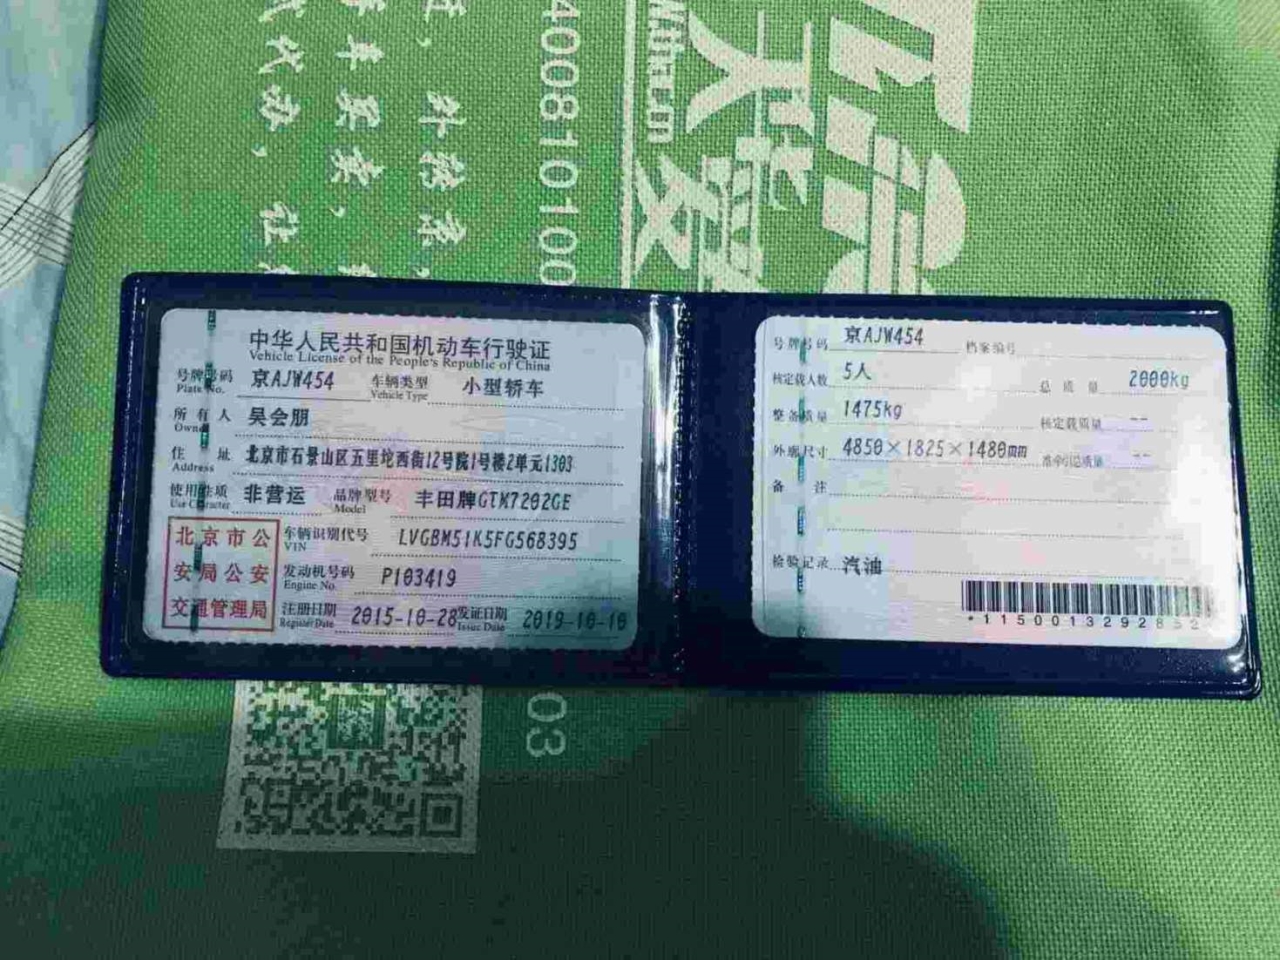 中华人民共和国机动车行驶证
Vehicle License of the People's Republic of China
号牌号码 京AJW454 车辆类型 小型轿车
Plate No. Vehicle Type
所有人 吴会朋
Owner
住址 北京市石景山区五里坨西街12号院1号楼2单元1303
Address
使用性质 非营运 品牌型号 丰田牌GTM7202GE
Use Character Model
北京市公
安局公安
交通管理局
车辆识别代号 LVGBM51K5FG568395
VIN
发动机号码 P103419
Engine No.
注册日期 2015-10-28 发证日期 2019-10-10
Register Date Issue Date
号牌号码 京AJW454 档案编号
核定载人数 5人 总质量 2000kg
整备质量 1475kg 核定载质量 --
外廓尺寸 4850×1825×1480mm 准牵引总质量 --
备注
检验记录 汽油
*1150013292852
4008101100
03